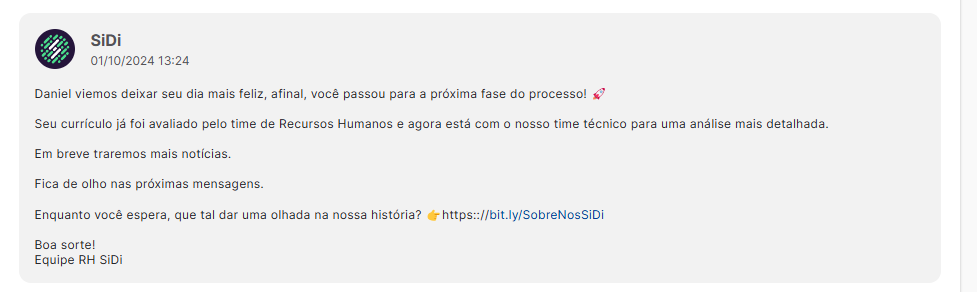 SiDi
01/10/2024 13:24
Daniel viemos deixar seu dia mais feliz, afinal, você passou para a próxima fase do processo! 🚀
Seu currículo já foi avaliado pelo time de Recursos Humanos e agora está com o nosso time técnico para uma análise mais detalhada.
Em breve traremos mais notícias.
Fica de olho nas próximas mensagens.
Enquanto você espera, que tal dar uma olhada na nossa história? 👉https:://bit.ly/SobreNosSiDi
Boa sorte!
Equipe RH SiDi